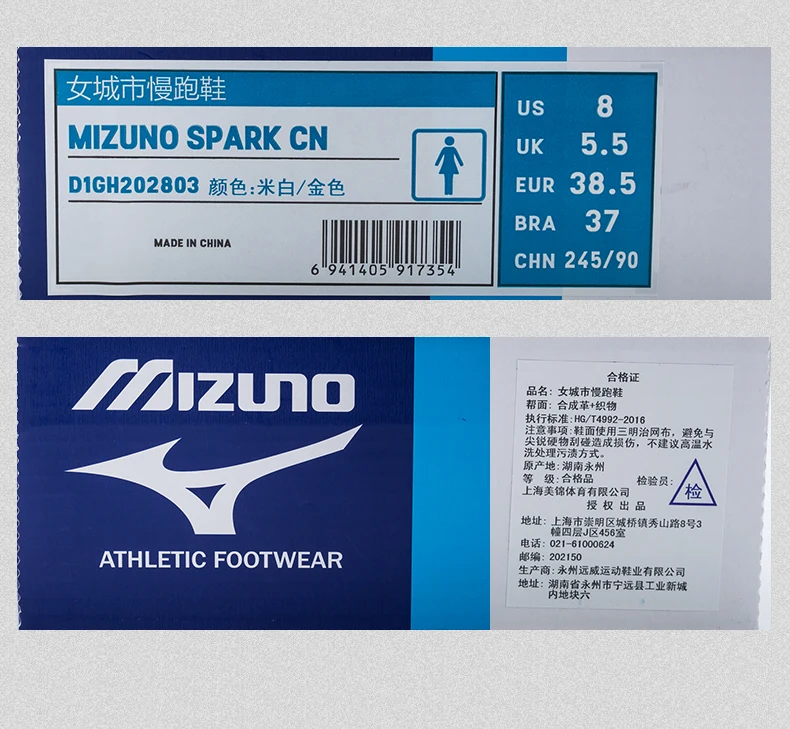 女城市慢跑鞋
MIZUNO SPARK CN
D1GH202803 颜色:米白/金色
MADE IN CHINA
6 941405 917354
US 8
UK 5.5
EUR 38.5
BRA 37
CHN 245/90
MIZUNO
ATHLETIC FOOTWEAR
合格证
品名: 女城市慢跑鞋
帮面: 合成革+织物
执行标准:HG/T4992-2016
注意事项:鞋面使用三明治网布，避免与
尖锐硬物刮碰造成损伤，不建议高温水
洗处理污渍方式。
原产地: 湖南永州
等 级:合格品 检验员: 检
上海美锦体育有限公司
授 权 出 品
地址: 上海市崇明区城桥镇秀山路8号3
幢四层J区456室
电话: 021-61000624
邮编: 202150
生产商: 永州远威运动鞋业有限公司
地址: 湖南省永州市宁远县工业新城
内地块六